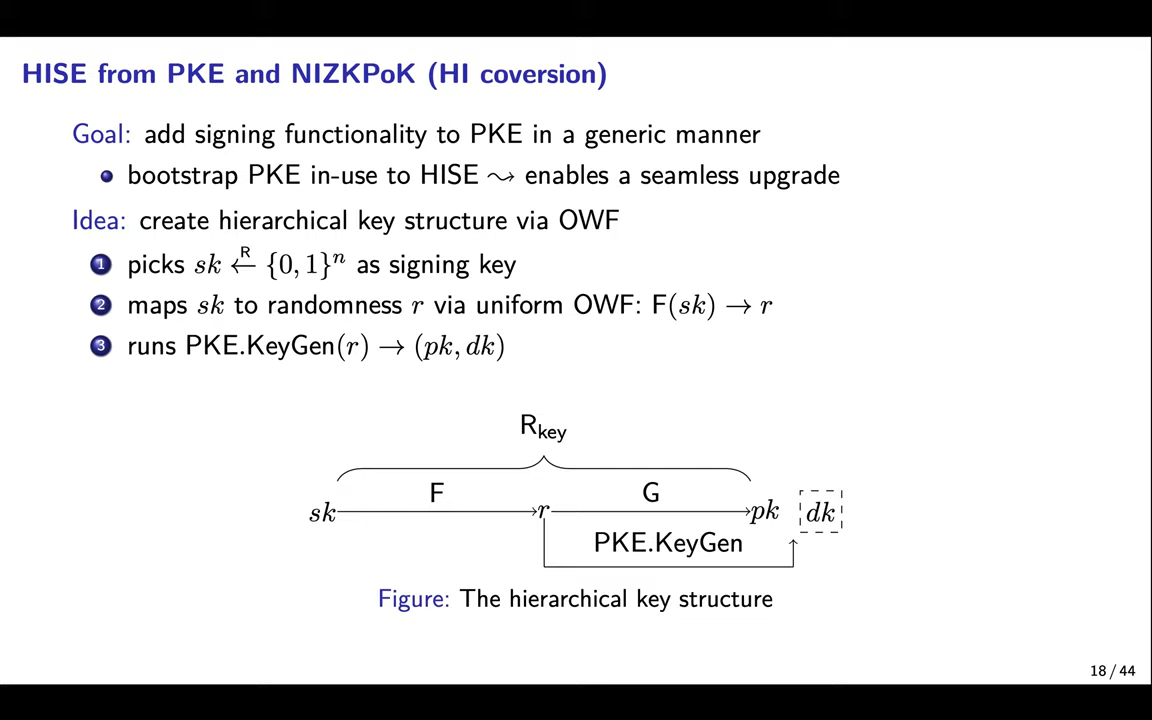 HISE from PKE and NIZKPoK (HI coversion)
Goal: add signing functionality to PKE in a generic manner
bootstrap PKE in-use to HISE ⇝ enables a seamless upgrade
Idea: create hierarchical key structure via OWF
1 picks sk ←R {0, 1}^n as signing key
2 maps sk to randomness r via uniform OWF: F(sk) → r
3 runs PKE.KeyGen(r) → (pk, dk)
R_key
F G
sk r pk dk
PKE.KeyGen
Figure: The hierarchical key structure
18 / 44